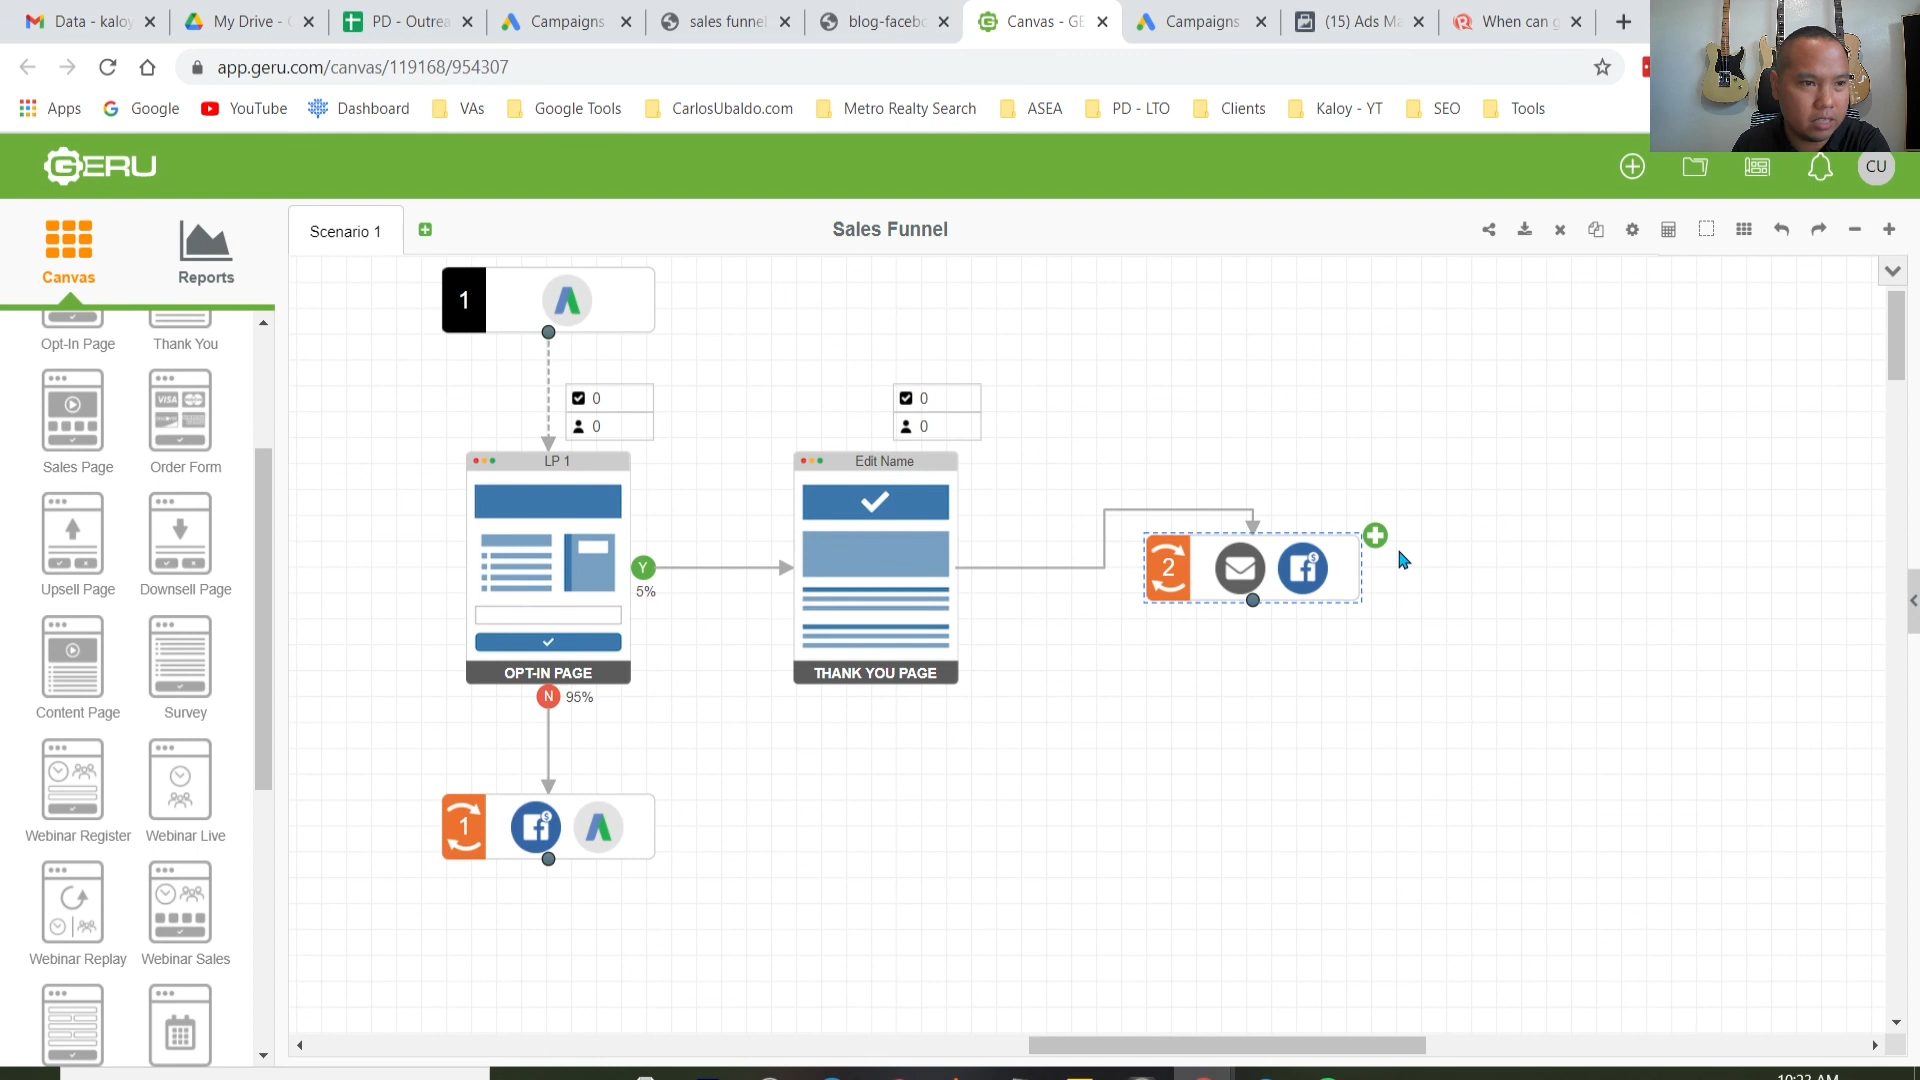 Data - kaloy
My Drive - G
PD - Outrea
Campaigns
sales funnel
blog-facebo
Canvas - GE
Campaigns
(15) Ads Ma
When can g
app.geru.com/canvas/119168/954307
Apps
Google
YouTube
Dashboard
VAs
Google Tools
CarlosUbaldo.com
Metro Realty Search
ASEA
PD - LTO
Clients
Kaloy - YT
SEO
Tools
GERU
CU
Canvas
Reports
Scenario 1
Sales Funnel
Opt-In Page
Thank You
Sales Page
VISA
Order Form
Upsell Page
Downsell Page
Content Page
Survey
Webinar Register
Webinar Live
Webinar Replay
Webinar Sales
1
0
0
0
0
LP 1
Edit Name
Y
5%
2
OPT-IN PAGE
THANK YOU PAGE
N
95%
1